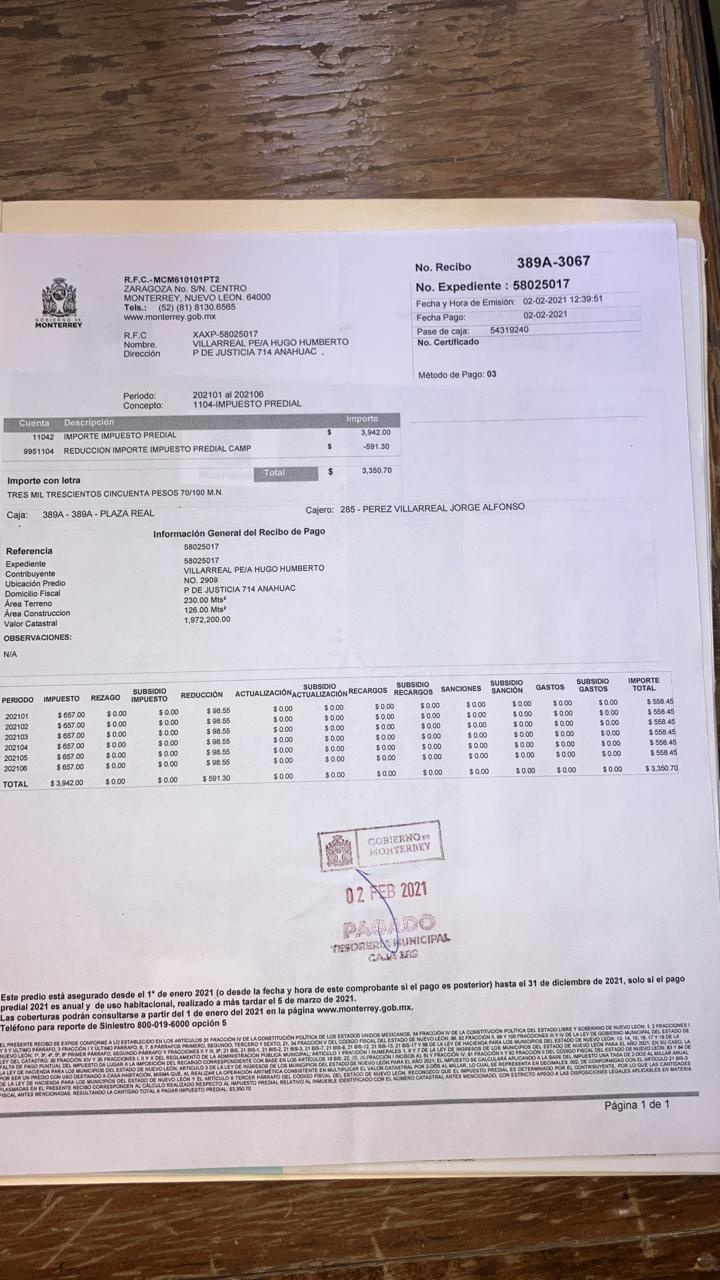 GOBIERNO DE
MONTERREY
R.F.C.-MCM610101PT2
ZARAGOZA No. S/N. CENTRO
MONTERREY, NUEVO LEON. 64000
Tels.: (52) (81) 8130.6565
www.monterrey.gob.mx
R.F.C XAXP-58025017
Nombre. VILLARREAL PE/A HUGO HUMBERTO
Dirección P DE JUSTICIA 714 ANAHUAC ,
No. Recibo 389A-3067
No. Expediente : 58025017
Fecha y Hora de Emisión: 02-02-2021 12:39:51
Fecha Pago: 02-02-2021
Pase de caja: 54319240
No. Certificado
Método de Pago: 03
Periodo: 202101 al 202106
Concepto: 1104-IMPUESTO PREDIAL
Cuenta Descripción Importe
11042 IMPORTE IMPUESTO PREDIAL $ 3,942.00
9951104 REDUCCION IMPORTE IMPUESTO PREDIAL CAMP $ -591.30
Total $ 3,350.70
Importe con letra
TRES MIL TRESCIENTOS CINCUENTA PESOS 70/100 M.N.
Caja: 389A - 389A - PLAZA REAL Cajero: 285 - PEREZ VILLARREAL JORGE ALFONSO
Información General del Recibo de Pago
Referencia 58025017
Expediente 58025017
Contribuyente VILLARREAL PE/A HUGO HUMBERTO
Ubicación Predio NO. 2909
Domicilio Fiscal P DE JUSTICIA 714 ANAHUAC
Área Terreno 230.00 Mts²
Área Construccion 126.00 Mts²
Valor Catastral 1,972,200.00
OBSERVACIONES:
N/A
PERIODO IMPUESTO REZAGO SUBSIDIO IMPUESTO REDUCCIÓN ACTUALIZACIÓN SUBSIDIO ACTUALIZACIÓN RECARGOS SUBSIDIO RECARGOS SANCIONES SUBSIDIO SANCIÓN GASTOS SUBSIDIO GASTOS IMPORTE TOTAL
202101 $ 657.00 $ 0.00 $ 0.00 $ 98.55 $ 0.00 $ 0.00 $ 0.00 $ 0.00 $ 0.00 $ 0.00 $ 0.00 $ 0.00 $ 558.45
202102 $ 657.00 $ 0.00 $ 0.00 $ 98.55 $ 0.00 $ 0.00 $ 0.00 $ 0.00 $ 0.00 $ 0.00 $ 0.00 $ 0.00 $ 558.45
202103 $ 657.00 $ 0.00 $ 0.00 $ 98.55 $ 0.00 $ 0.00 $ 0.00 $ 0.00 $ 0.00 $ 0.00 $ 0.00 $ 0.00 $ 558.45
202104 $ 657.00 $ 0.00 $ 0.00 $ 98.55 $ 0.00 $ 0.00 $ 0.00 $ 0.00 $ 0.00 $ 0.00 $ 0.00 $ 0.00 $ 558.45
202105 $ 657.00 $ 0.00 $ 0.00 $ 98.55 $ 0.00 $ 0.00 $ 0.00 $ 0.00 $ 0.00 $ 0.00 $ 0.00 $ 0.00 $ 558.45
202106 $ 657.00 $ 0.00 $ 0.00 $ 98.55 $ 0.00 $ 0.00 $ 0.00 $ 0.00 $ 0.00 $ 0.00 $ 0.00 $ 0.00 $ 558.45
TOTAL $ 3,942.00 $ 0.00 $ 0.00 $ 591.30 $ 0.00 $ 0.00 $ 0.00 $ 0.00 $ 0.00 $ 0.00 $ 0.00 $ 0.00 $ 3,350.70
GOBIERNO DE
MONTERREY
02 FEB 2021
PAGADO
TESORERIA MUNICIPAL
CAJA
Este predio está asegurado desde el 1° de enero 2021 (o desde la fecha y hora de este comprobante si el pago es posterior) hasta el 31 de diciembre de 2021, solo si el pago
predial 2021 es anual y de uso habitacional, realizado a más tardar el 5 de marzo de 2021.
Las coberturas podrán consultarse a partir del 1 de enero del 2021 en la página www.monterrey.gob.mx.
Teléfono para reporte de Siniestro 800-019-6000 opción 5
FISCAL ANTES MENCIONADAS. RESULTANDO LA CANTIDAD TOTAL A PAGAR IMPUESTO PREDIAL: $3,350.70
Página 1 de 1